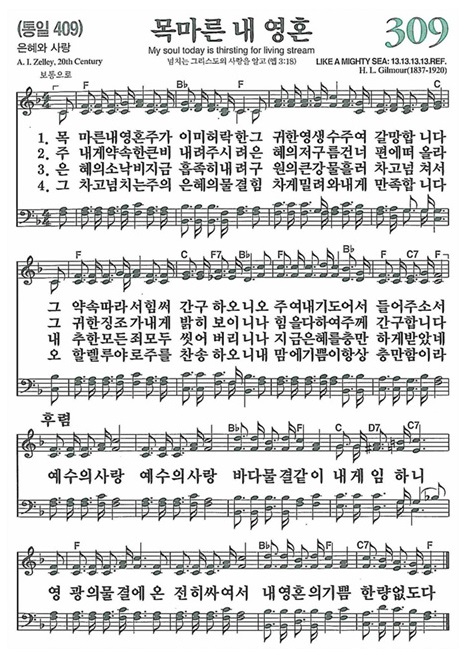 (통일 409)
은혜와 사랑
A. I. Zelley, 20th Century
보통으로
목마른 내 영혼
My soul today is thirsting for living stream
넘치는 그리스도의 사랑을 알고 (엡 3:18)
309
LIKE A MIGHTY SEA: 13.13.13.13.REF.
H. L. Gilmour(1837-1920)
F C
1. 목 마른내영혼주가 이미허락한그 귀한영생수주여 갈망합 니다
2. 주 내게약속한큰비 내려주시려은 혜의저구름건너 편에떠 올라
3. 은 혜의소낙비지금 흡족히내려구 원의큰강물흘러 차고넘 쳐서
4. 그 차고넘치는주의 은혜의물결힘 차게밀려와내게 만족합 니다
F B♭ F B♭ F C7 F
그 약속따라서힘써 간구하오니오 주여내기도어서 들어주소서
그 귀한징조가내게 밝히보이니나 힘을다하여주께 간구합니다
내 추한모든죄모두 씻어버리니나 지금은혜를충만 하게받았네
오 할렐루야로주를 찬송하오니내 맘에기쁨이항상 충만함이라
후렴
F B♭ F C D7 G7 C7
예수의사랑 예수의사랑 바다물결같이 내게임 하니
F B♭ F C7 F
영 광의물결에온 전히싸여서 내영혼의기쁨 한량없도다